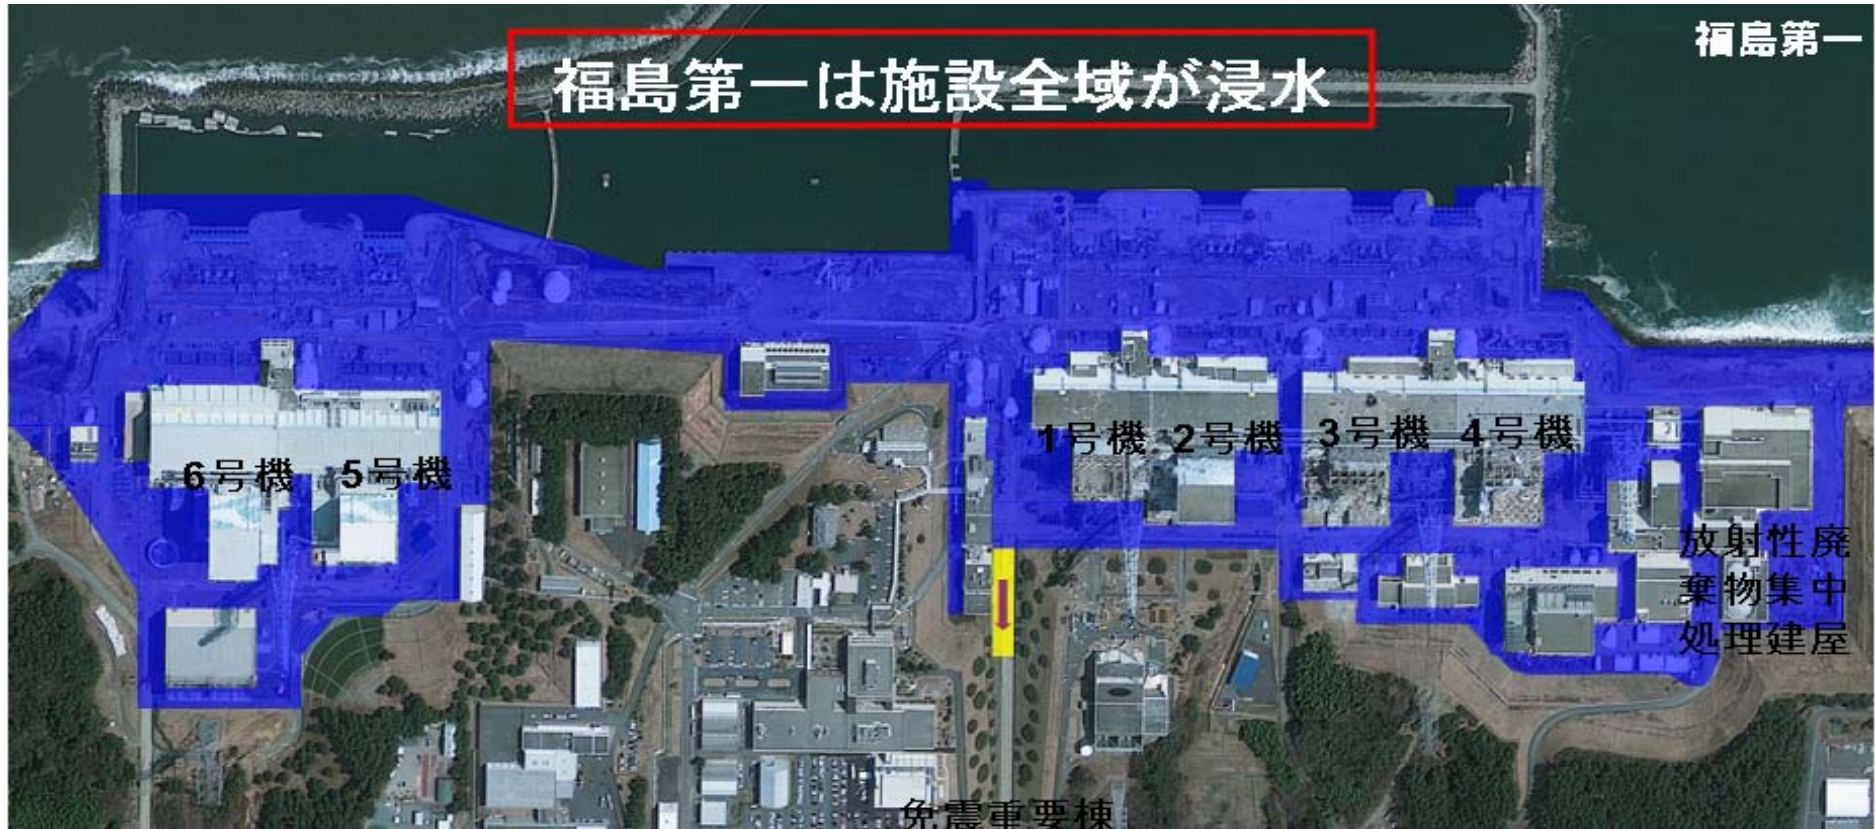 福島第一
福島第一は施設全域が浸水
6号機
5号機
1号機
2号機
3号機
4号機
放射性廃
棄物集中
処理建屋
免震重要棟